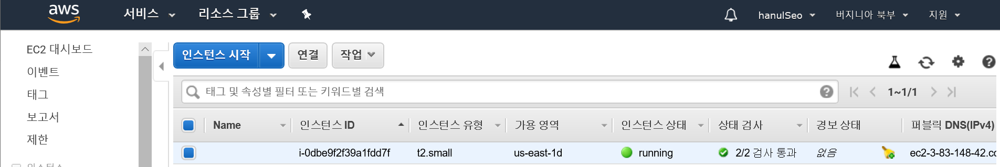 aws 서비스 리소스 그룹 hanulSeo 버지니아 북부 지원
EC2 대시보드
이벤트
태그
보고서
제한
인스턴스
인스턴스 시작 연결 작업
태그 및 속성별 필터 또는 키워드별 검색 1~1/1
Name 인스턴스 ID 인스턴스 유형 가용 영역 인스턴스 상태 상태 검사 경보 상태 퍼블릭 DNS(IPv4)
i-0dbe9f2f39a1fdd7f t2.small us-east-1d running 2/2 검사 통과 없음 ec2-3-83-148-42.co